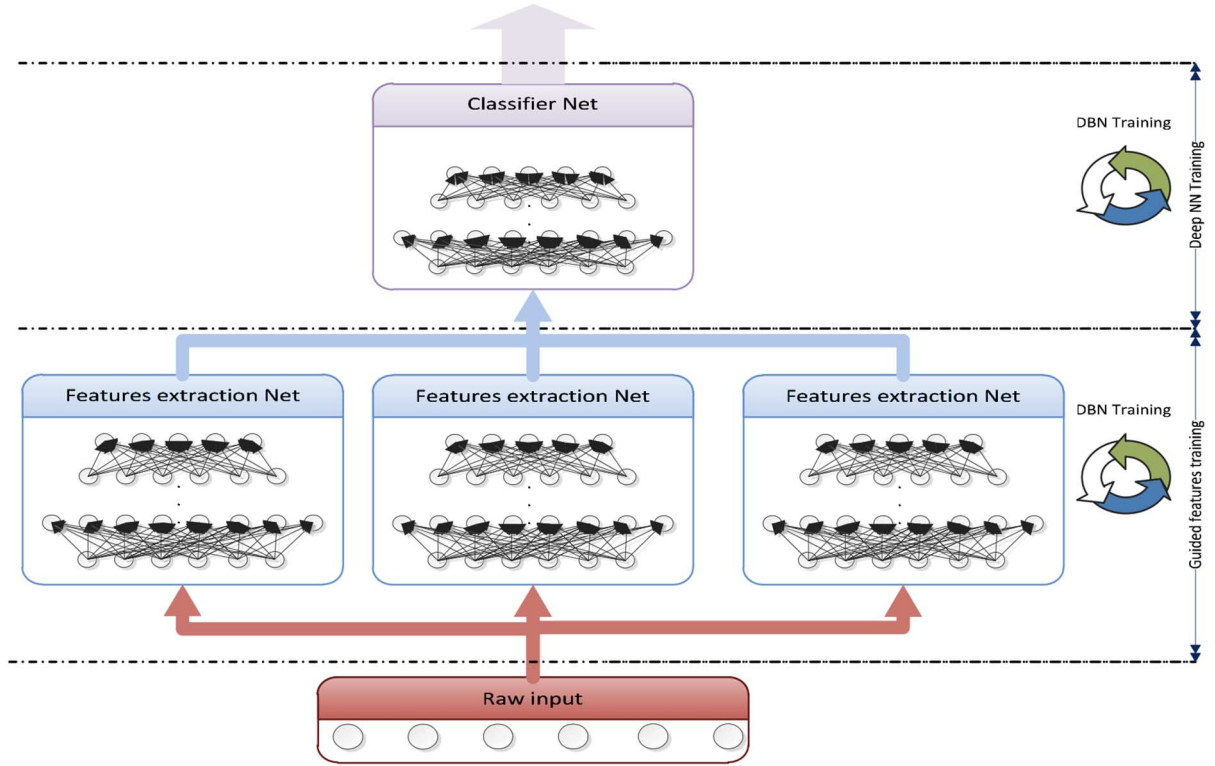 Classifier Net
DBN Training
Deep NN Training
Features extraction Net
Features extraction Net
Features extraction Net
DBN Training
Guided features training
Raw input